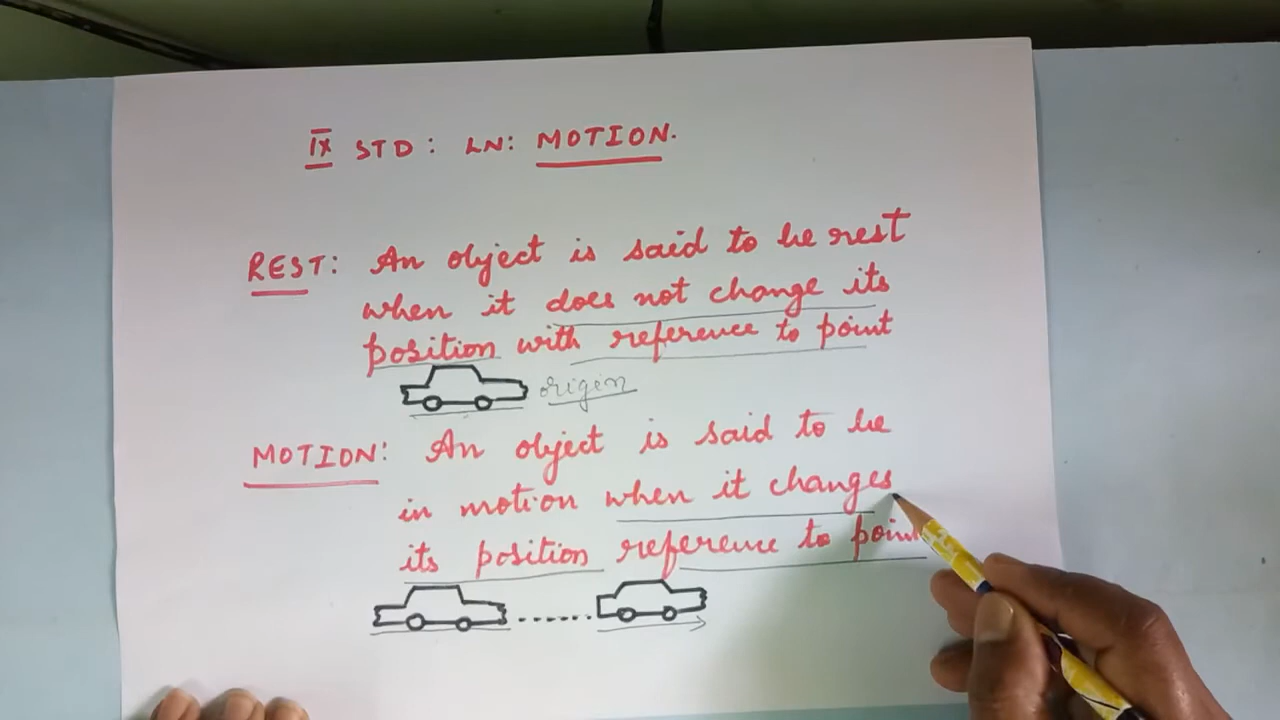 IX STD: LN: MOTION.
REST: An object is said to be rest
when it does not change its
position with reference to point
origin
MOTION: An object is said to be
in motion when it changes
its position reference to point